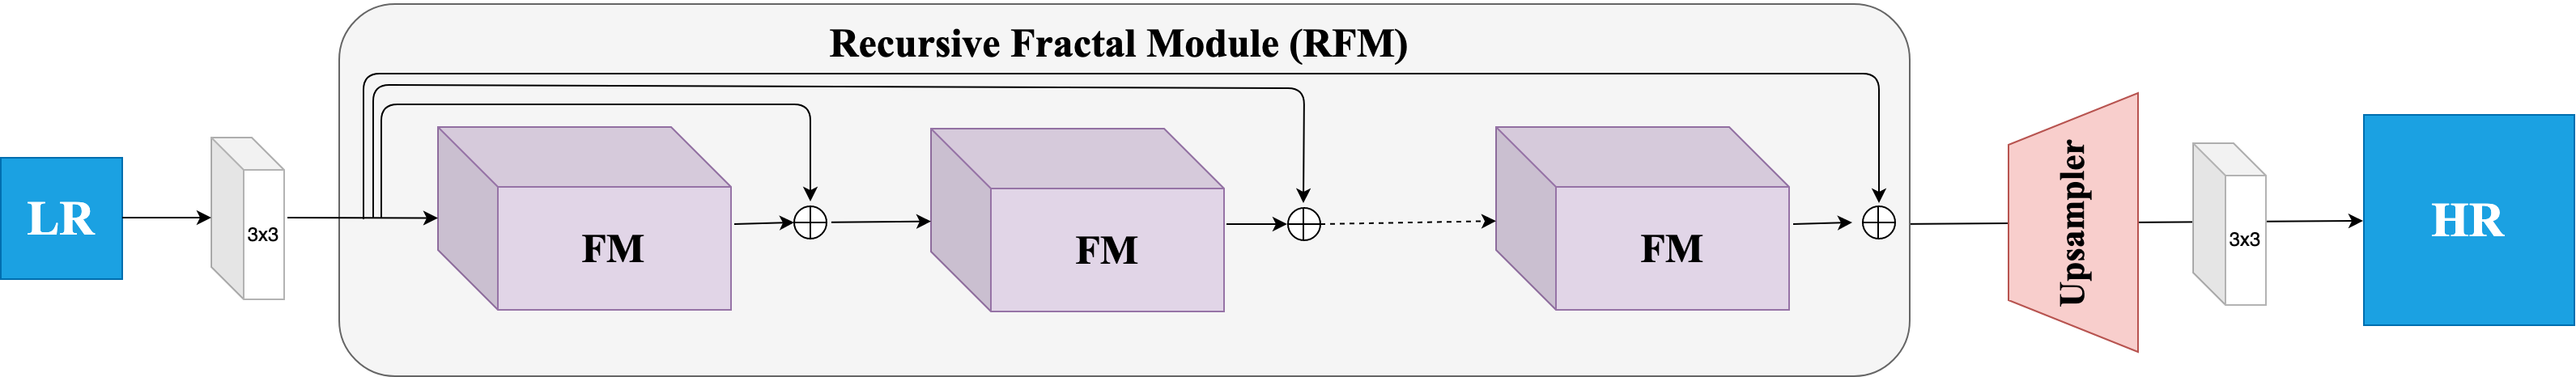 Recursive Fractal Module (RFM)
LR
3x3
FM
FM
FM
Upsampler
3x3
HR